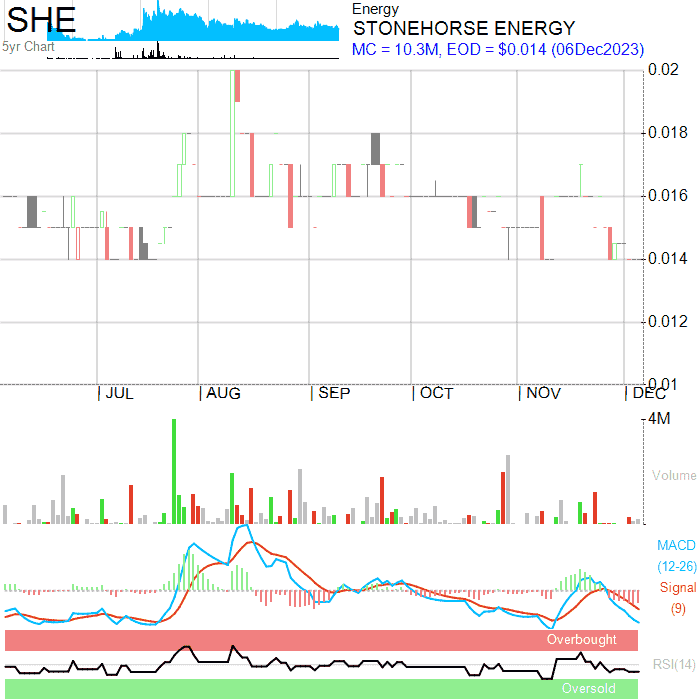 SHE
5yr Chart
Energy
STONEHORSE ENERGY
MC = 10.3M, EOD = $0.014 (06Dec2023)
0.02
0.018
0.016
0.014
0.012
0.01
| JUL | AUG | SEP | OCT | NOV | DEC
4M
Volume
MACD
(12-26)
Signal
(9)
Overbought
RSI(14)
Oversold